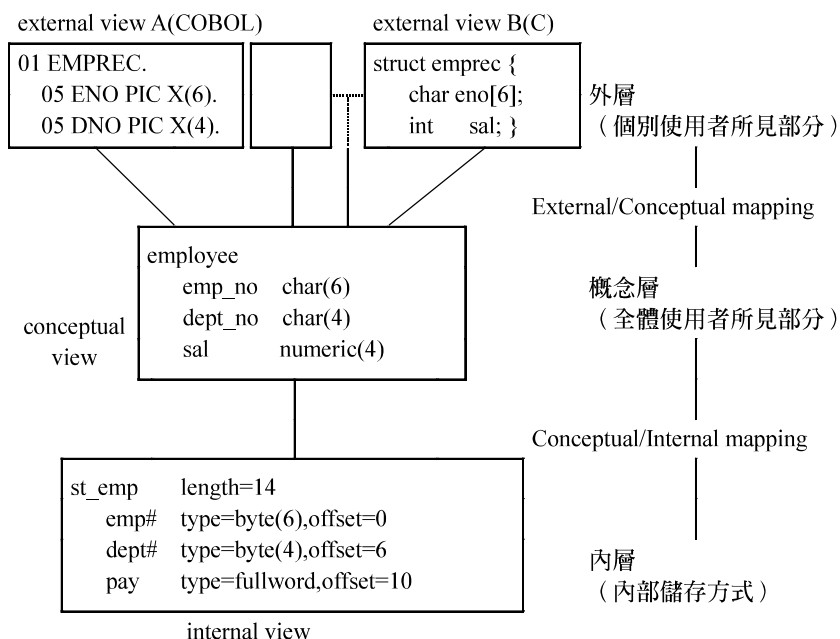 external view A(COBOL)
external view B(C)
01 EMPREC.
05 ENO PIC X(6).
05 DNO PIC X(4).
struct emprec {
char eno[6];
int sal; }
外層
（個別使用者所見部分）
External/Conceptual mapping
employee
emp_no char(6)
dept_no char(4)
sal numeric(4)
conceptual
view
概念層
（全體使用者所見部分）
Conceptual/Internal mapping
st_emp length=14
emp# type=byte(6),offset=0
dept# type=byte(4),offset=6
pay type=fullword,offset=10
內層
（內部儲存方式）
internal view